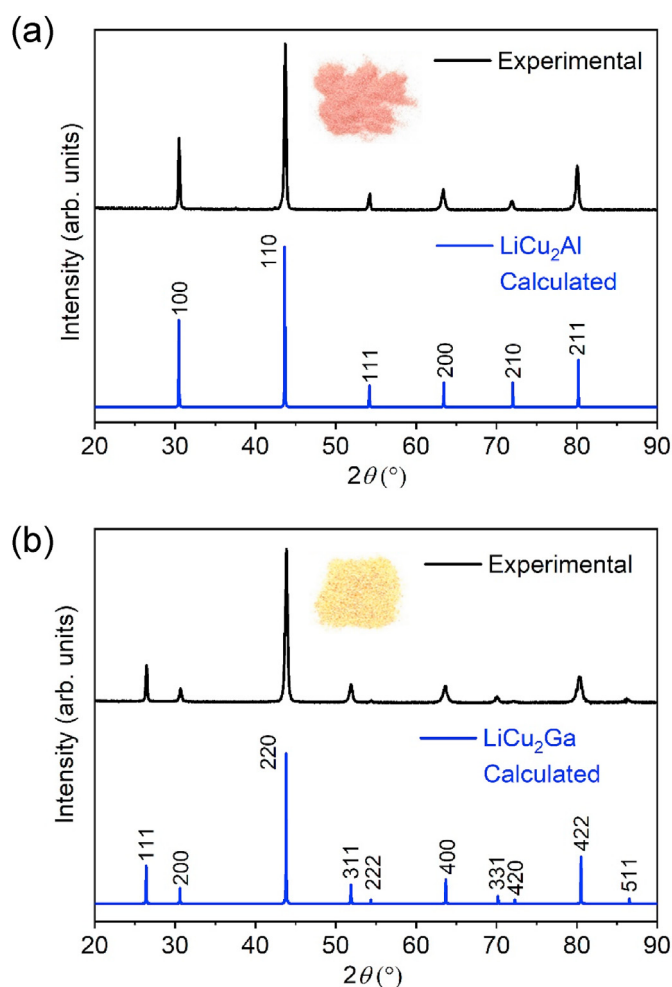 (a)
Experimental
Intensity (arb. units)
LiCu₂Al
Calculated
100
110
111
200
210
211
20 30 40 50 60 70 80 90
2θ (°)
(b)
Experimental
Intensity (arb. units)
LiCu₂Ga
Calculated
111
200
220
311
222
400
331
420
422
511
20 30 40 50 60 70 80 90
2θ (°)